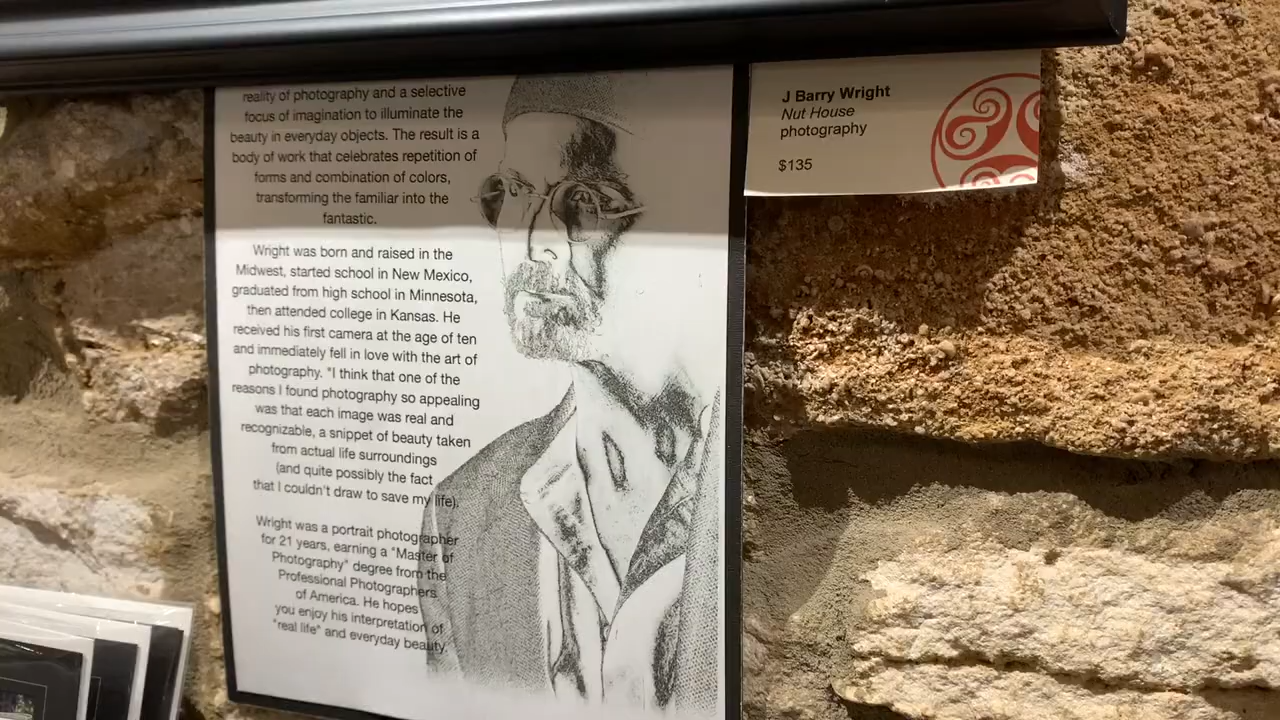 reality of photography and a selective
focus of imagination to illuminate the
beauty in everyday objects. The result is a
body of work that celebrates repetition of
forms and combination of colors,
transforming the familiar into the
fantastic.
Wright was born and raised in the
Midwest, started school in New Mexico,
graduated from high school in Minnesota,
then attended college in Kansas. He
received his first camera at the age of ten
and immediately fell in love with the art of
photography. "I think that one of the
reasons I found photography so appealing
was that each image was real and
recognizable, a snippet of beauty taken
from actual life surroundings
(and quite possibly the fact
that I couldn't draw to save my life).
Wright was a portrait photographer
for 21 years, earning a "Master of
Photography" degree from the
Professional Photographers
of America. He hopes
you enjoy his interpretation of
"real life" and everyday beauty.
J Barry Wright
Nut House
photography
$135